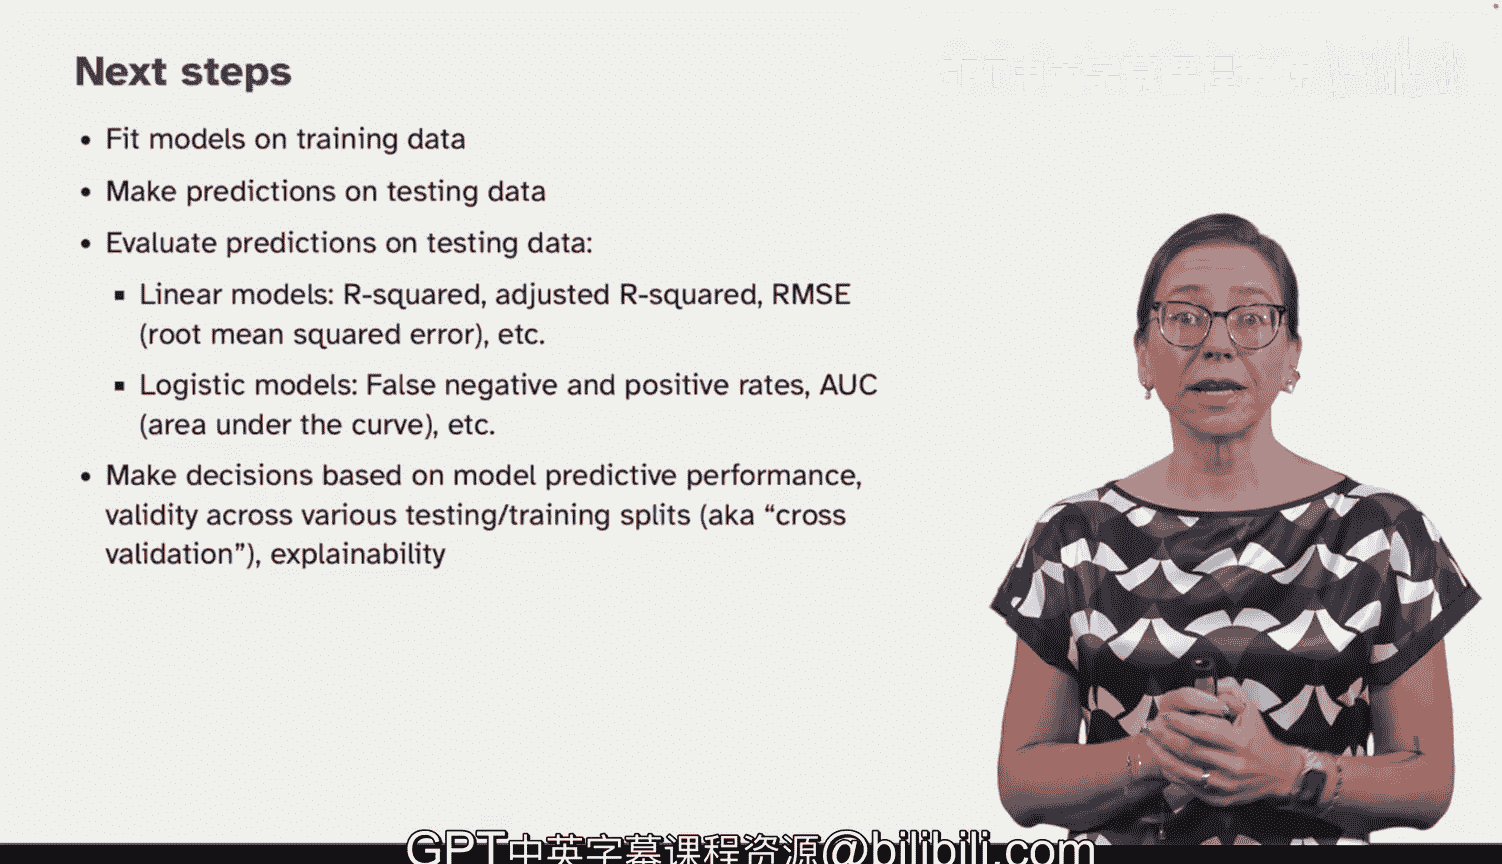 Next steps
• Fit models on training data
• Make predictions on testing data
• Evaluate predictions on testing data:
▪ Linear models: R-squared, adjusted R-squared, RMSE
(root mean squared error), etc.
▪ Logistic models: False negative and positive rates, AUC
(area under the curve), etc.
• Make decisions based on model predictive performance,
validity across various testing/training splits (aka “cross
validation”), explainability
GPT中英字幕课程资源@bilibili.com